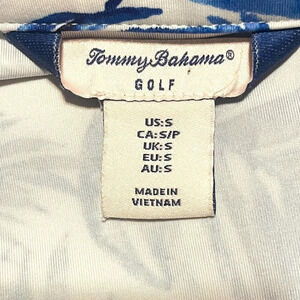 Tommy Bahama®
GOLF
US:S
CA:S/P
UK:S
EU:S
AU:S
MADE IN
VIETNAM